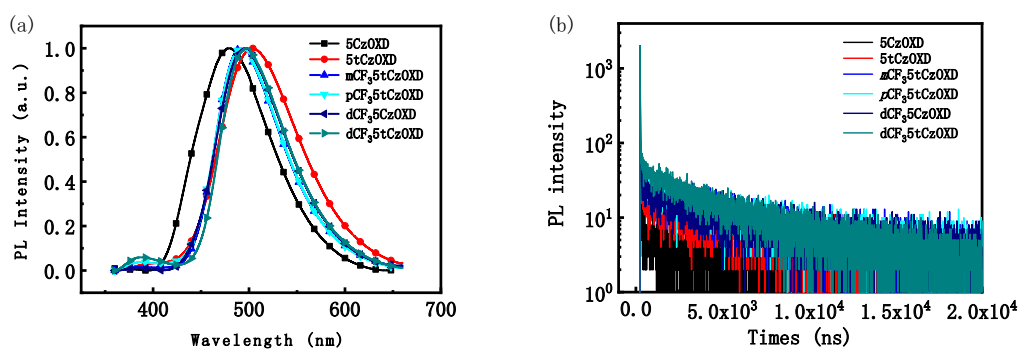 (a)
1.0
0.8
0.6
0.4
0.2
0.0
PL Intensity (a.u.)
5CzOXD
5tCzOXD
mCF₃5tCzOXD
pCF₃5tCzOXD
dCF₃5CzOXD
dCF₃5tCzOXD
400 500 600 700
Wavelength (nm)
(b)
10³
10²
10¹
10⁰
PL intensity
5CzOXD
5tCzOXD
mCF₃5tCzOXD
pCF₃5tCzOXD
dCF₃5CzOXD
dCF₃5tCzOXD
0.0 5.0x10³ 1.0x10⁴ 1.5x10⁴ 2.0x10⁴
Times (ns)